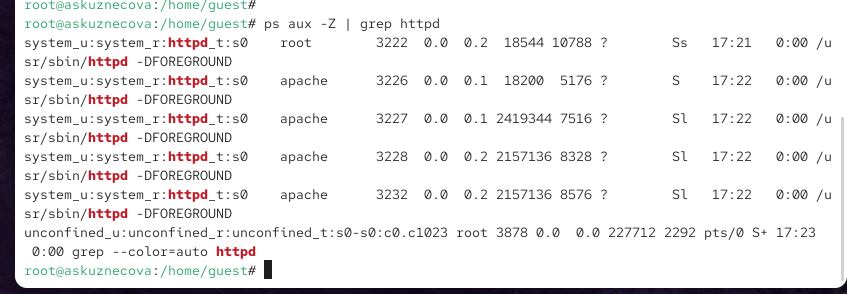 root@askuznecova:/home/guest#
root@askuznecova:/home/guest# ps aux -Z | grep httpd
system_u:system_r:httpd_t:s0    root        3222  0.0  0.2  18544 10788 ?        Ss   17:21   0:00 /u
sr/sbin/httpd -DFOREGROUND
system_u:system_r:httpd_t:s0    apache      3226  0.0  0.1  18200  5176 ?        S    17:22   0:00 /u
sr/sbin/httpd -DFOREGROUND
system_u:system_r:httpd_t:s0    apache      3227  0.0  0.1 2419344 7516 ?        Sl   17:22   0:00 /u
sr/sbin/httpd -DFOREGROUND
system_u:system_r:httpd_t:s0    apache      3228  0.0  0.2 2157136 8328 ?        Sl   17:22   0:00 /u
sr/sbin/httpd -DFOREGROUND
system_u:system_r:httpd_t:s0    apache      3232  0.0  0.2 2157136 8576 ?        Sl   17:22   0:00 /u
sr/sbin/httpd -DFOREGROUND
unconfined_u:unconfined_r:unconfined_t:s0-s0:c0.c1023 root 3878 0.0  0.0 227712 2292 pts/0 S+ 17:23
 0:00 grep --color=auto httpd
root@askuznecova:/home/guest#